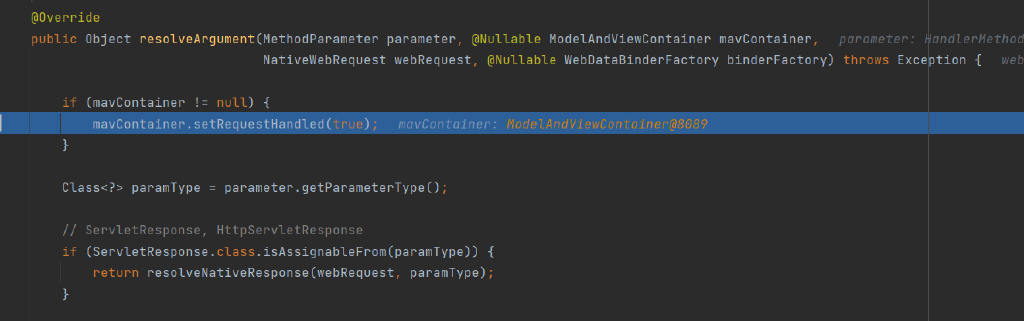 @Override
public Object resolveArgument(MethodParameter parameter, @Nullable ModelAndViewContainer mavContainer, parameter: HandlerMethod
NativeWebRequest webRequest, @Nullable WebDataBinderFactory binderFactory) throws Exception { web
if (mavContainer != null) {
mavContainer.setRequestHandled(true); mavContainer: ModelAndViewContainer@8089
}
Class<?> paramType = parameter.getParameterType();
// ServletResponse, HttpServletResponse
if (ServletResponse.class.isAssignableFrom(paramType)) {
return resolveNativeResponse(webRequest, paramType);
}